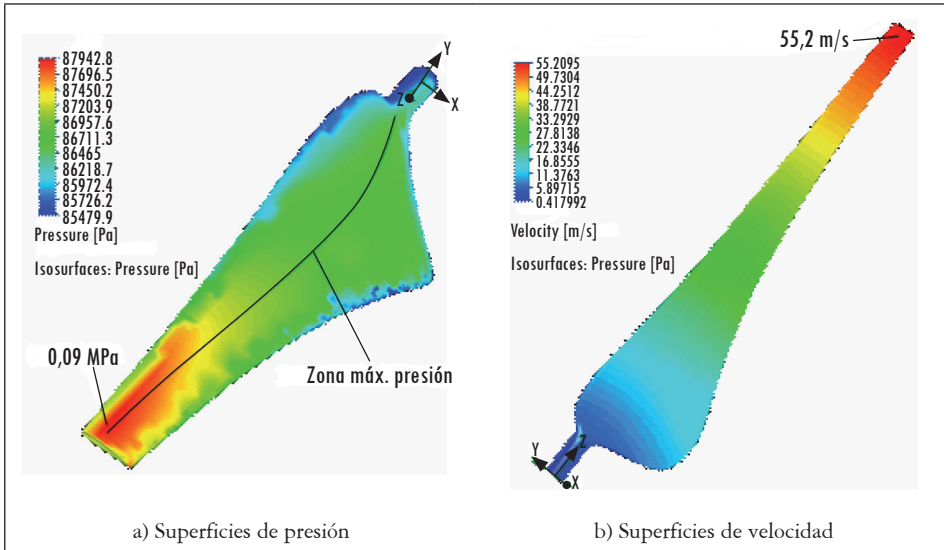 87942.8
87696.5
87450.2
87203.9
86957.6
86711.3
86465
86218.7
85972.4
85726.2
85479.9
Pressure [Pa]
Isosurfaces: Pressure [Pa]
Y
Z
X
0,09 MPa
Zona máx. presión
a) Superficies de presión
55,2 m/s
55.2095
49.7304
44.2512
38.7721
33.2929
27.8138
22.3346
16.8555
11.3763
5.89715
0.417992
Velocity [m/s]
Isosurfaces: Pressure [Pa]
Y
Z
X
b) Superficies de velocidad